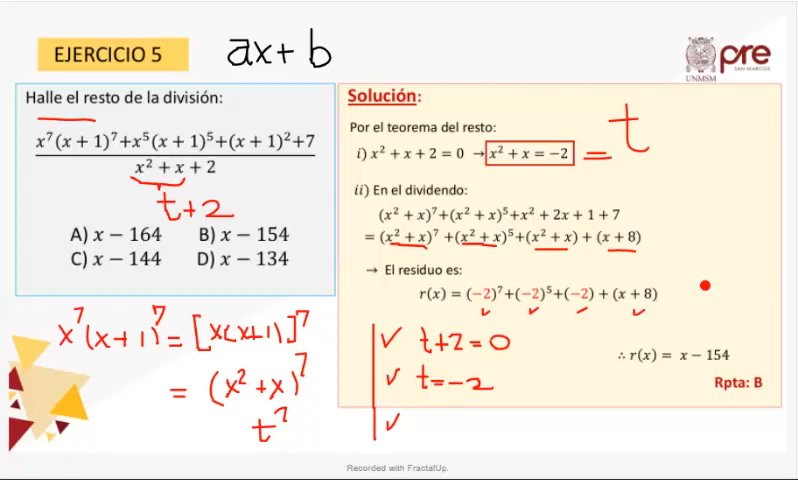 EJERCICIO 5
ax + b
pre
SAN MARCOS
UNMSM
Halle el resto de la división:
x⁷(x + 1)⁷+x⁵(x + 1)⁵+(x + 1)²+7
x² + x + 2
t + 2
A) x − 164 B) x − 154
C) x − 144 D) x − 134
x⁷(x + 1)⁷ = [x(x+1)]⁷
= (x² + x)⁷
t⁷
Solución:
Por el teorema del resto:
i) x² + x + 2 = 0 → x² + x = −2 = t
ii) En el dividendo:
(x² + x)⁷+(x² + x)⁵+x² + 2x + 1 + 7
= (x² + x)⁷ +(x² + x)⁵+(x² + x) + (x + 8)
→ El residuo es:
r(x) = (−2)⁷+(−2)⁵+(−2) + (x + 8)
✓ t + 2 = 0
✓ t = −2
✓
∴ r(x) = x − 154
Rpta: B
Recorded with FractalUp.